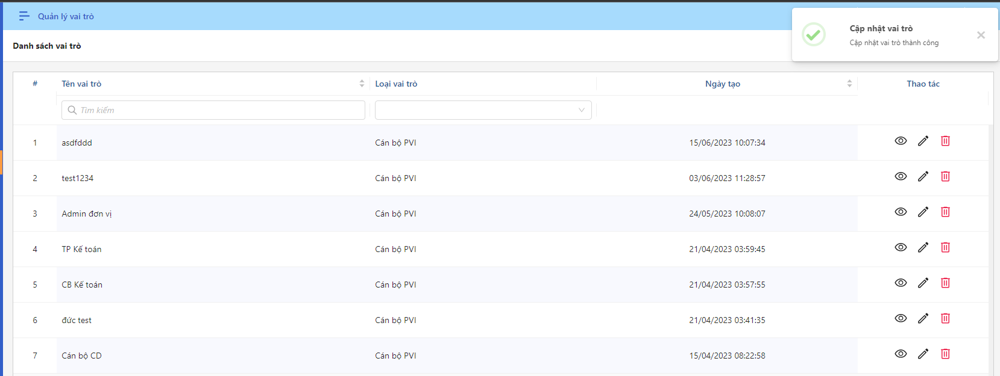 Quản lý vai trò
Cập nhật vai trò
Cập nhật vai trò thành công
Danh sách vai trò
# Tên vai trò Loại vai trò Ngày tạo Thao tác
Tìm kiếm
1 asdfddd Cán bộ PVI 15/06/2023 10:07:34
2 test1234 Cán bộ PVI 03/06/2023 11:28:57
3 Admin đơn vị Cán bộ PVI 24/05/2023 10:08:07
4 TP Kế toán Cán bộ PVI 21/04/2023 03:59:45
5 CB Kế toán Cán bộ PVI 21/04/2023 03:57:55
6 đức test Cán bộ PVI 21/04/2023 03:41:35
7 Cán bộ CD Cán bộ PVI 15/04/2023 08:22:58